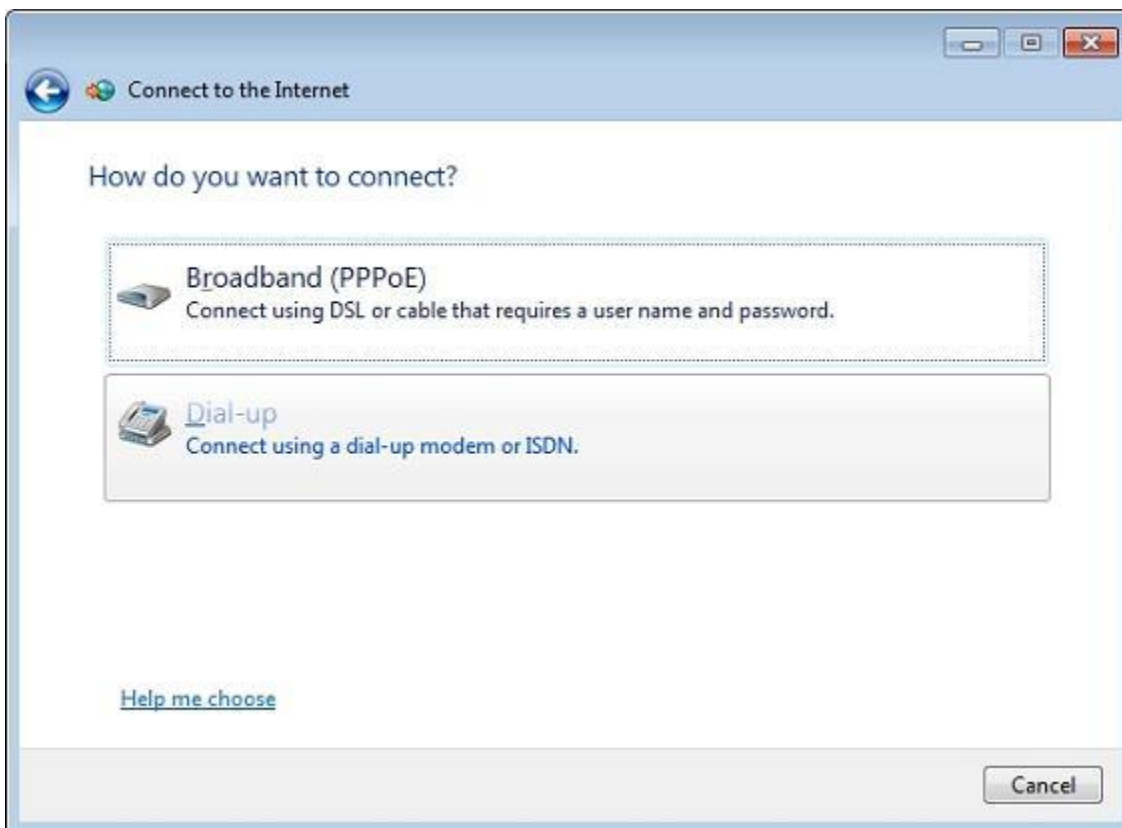 Connect to the Internet
How do you want to connect?
Broadband (PPPoE)
Connect using DSL or cable that requires a user name and password.
Dial-up
Connect using a dial-up modem or ISDN.
Help me choose
Cancel